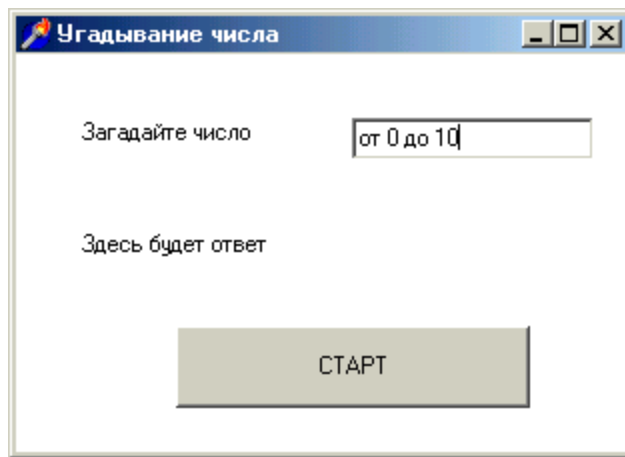 Угадывание числа
Загадайте число
от 0 до 10
Здесь будет ответ
СТАРТ